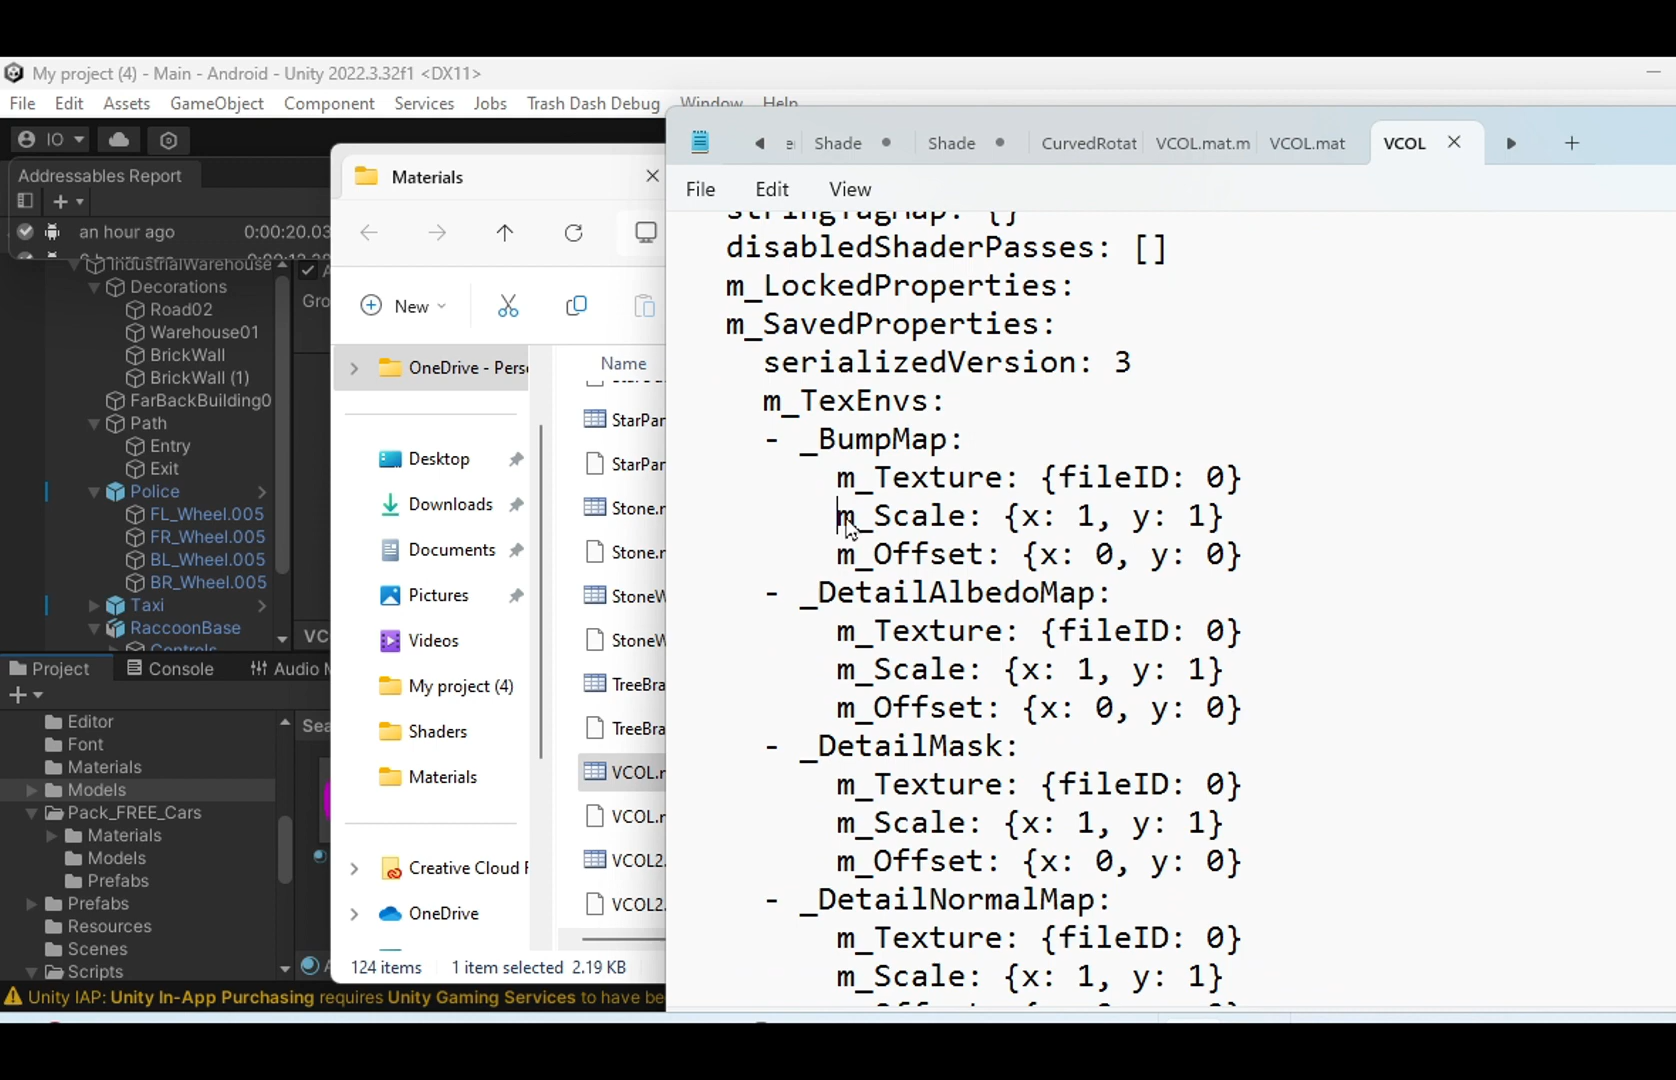 My project (4) - Main - Android - Unity 2022.3.32f1 <DX11>
File Edit Assets GameObject Component Services Jobs Trash Dash Debug Window Help
IO
Addressables Report
an hour ago 0:00:20.03
IndustrialWarehouse
Decorations
Road02
Warehouse01
BrickWall
BrickWall (1)
FarBackBuilding0
Path
Entry
Exit
Police
FL_Wheel.005
FR_Wheel.005
BL_Wheel.005
BR_Wheel.005
Taxi
RaccoonBase
Controls
Gro
VC
Project Console Audio M
Sea
Editor
Font
Materials
Models
Pack_FREE_Cars
Materials
Models
Prefabs
Prefabs
Resources
Scenes
Scripts
Unity IAP: Unity In-App Purchasing requires Unity Gaming Services to have be
Materials
New
OneDrive - Pers
Desktop
Downloads
Documents
Pictures
Videos
My project (4)
Shaders
Materials
Creative Cloud F
OneDrive
Name
StarPar
StarPar
Stone.r
Stone.r
StoneW
StoneW
TreeBra
TreeBra
VCOL.r
VCOL.r
VCOL2.
VCOL2.
124 items 1 item selected 2.19 KB
Shade Shade CurvedRotat VCOL.mat.m VCOL.mat VCOL
File Edit View
stringTagMap: {}
disabledShaderPasses: []
m_LockedProperties:
m_SavedProperties:
serializedVersion: 3
m_TexEnvs:
- _BumpMap:
m_Texture: {fileID: 0}
m_Scale: {x: 1, y: 1}
m_Offset: {x: 0, y: 0}
- _DetailAlbedoMap:
m_Texture: {fileID: 0}
m_Scale: {x: 1, y: 1}
m_Offset: {x: 0, y: 0}
- _DetailMask:
m_Texture: {fileID: 0}
m_Scale: {x: 1, y: 1}
m_Offset: {x: 0, y: 0}
- _DetailNormalMap:
m_Texture: {fileID: 0}
m_Scale: {x: 1, y: 1}